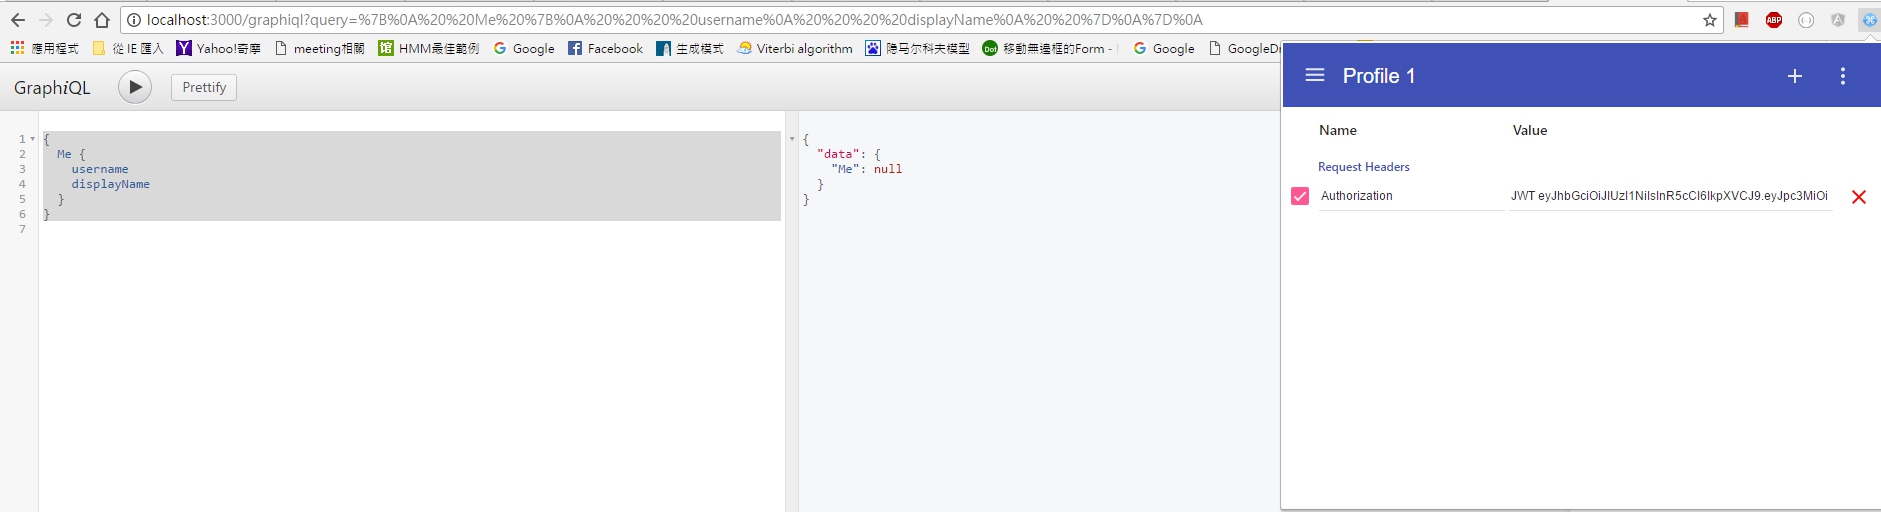 localhost:3000/graphiql?query=%7B%0A%20%20Me%20%7B%0A%20%20%20%20username%0A%20%20%20%20displayName%0A%20%20%7D%0A%7D%0A
應用程式 從 IE 匯入 Yahoo!奇摩 meeting相關 HMM最佳範例 Google Facebook 生成模式 Viterbi algorithm 隐马尔科夫模型 移動無邊框的Form - Google GoogleDr
GraphiQL Prettify
Profile 1
Name Value
Request Headers
Authorization JWT eyJhbGciOiJIUzI1NiIsInR5cCI6IkpXVCJ9.eyJpc3MiOi
1 {
2 Me {
3 username
4 displayName
5 }
6 }
7
{
"data": {
"Me": null
}
}